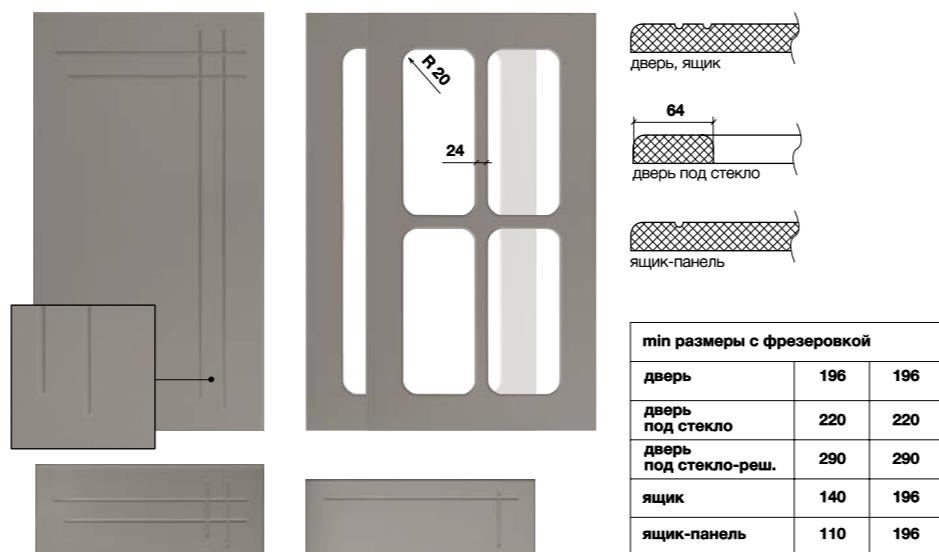 R 20
24
дверь, ящик
64
дверь под стекло
ящик-панель
min размеры с фрезеровкой
дверь 196 196
дверь
под стекло 220 220
дверь
под стекло-реш. 290 290
ящик 140 196
ящик-панель 110 196